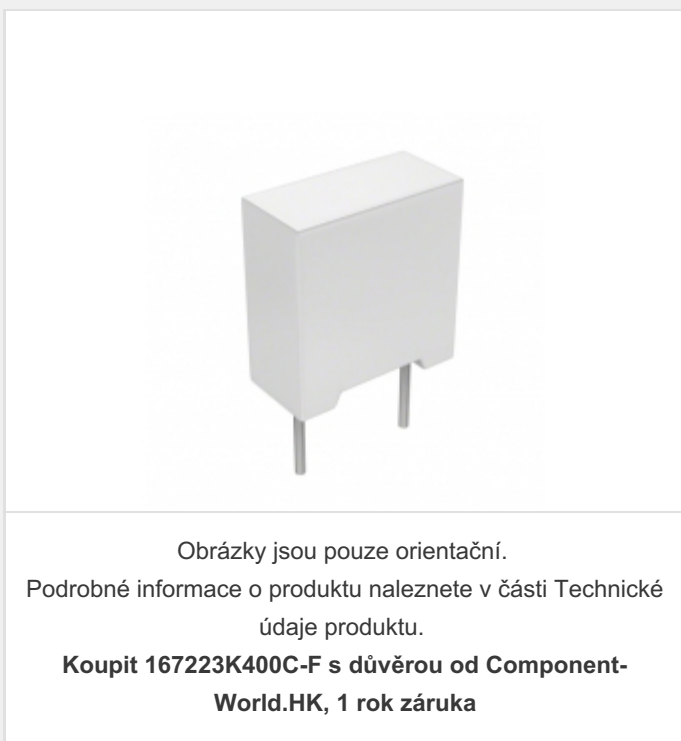 Obrázky jsou pouze orientační.
Podrobné informace o produktu naleznete v části Technické
údaje produktu.
Koupit 167223K400C-F s důvěrou od Component-
World.HK, 1 rok záruka